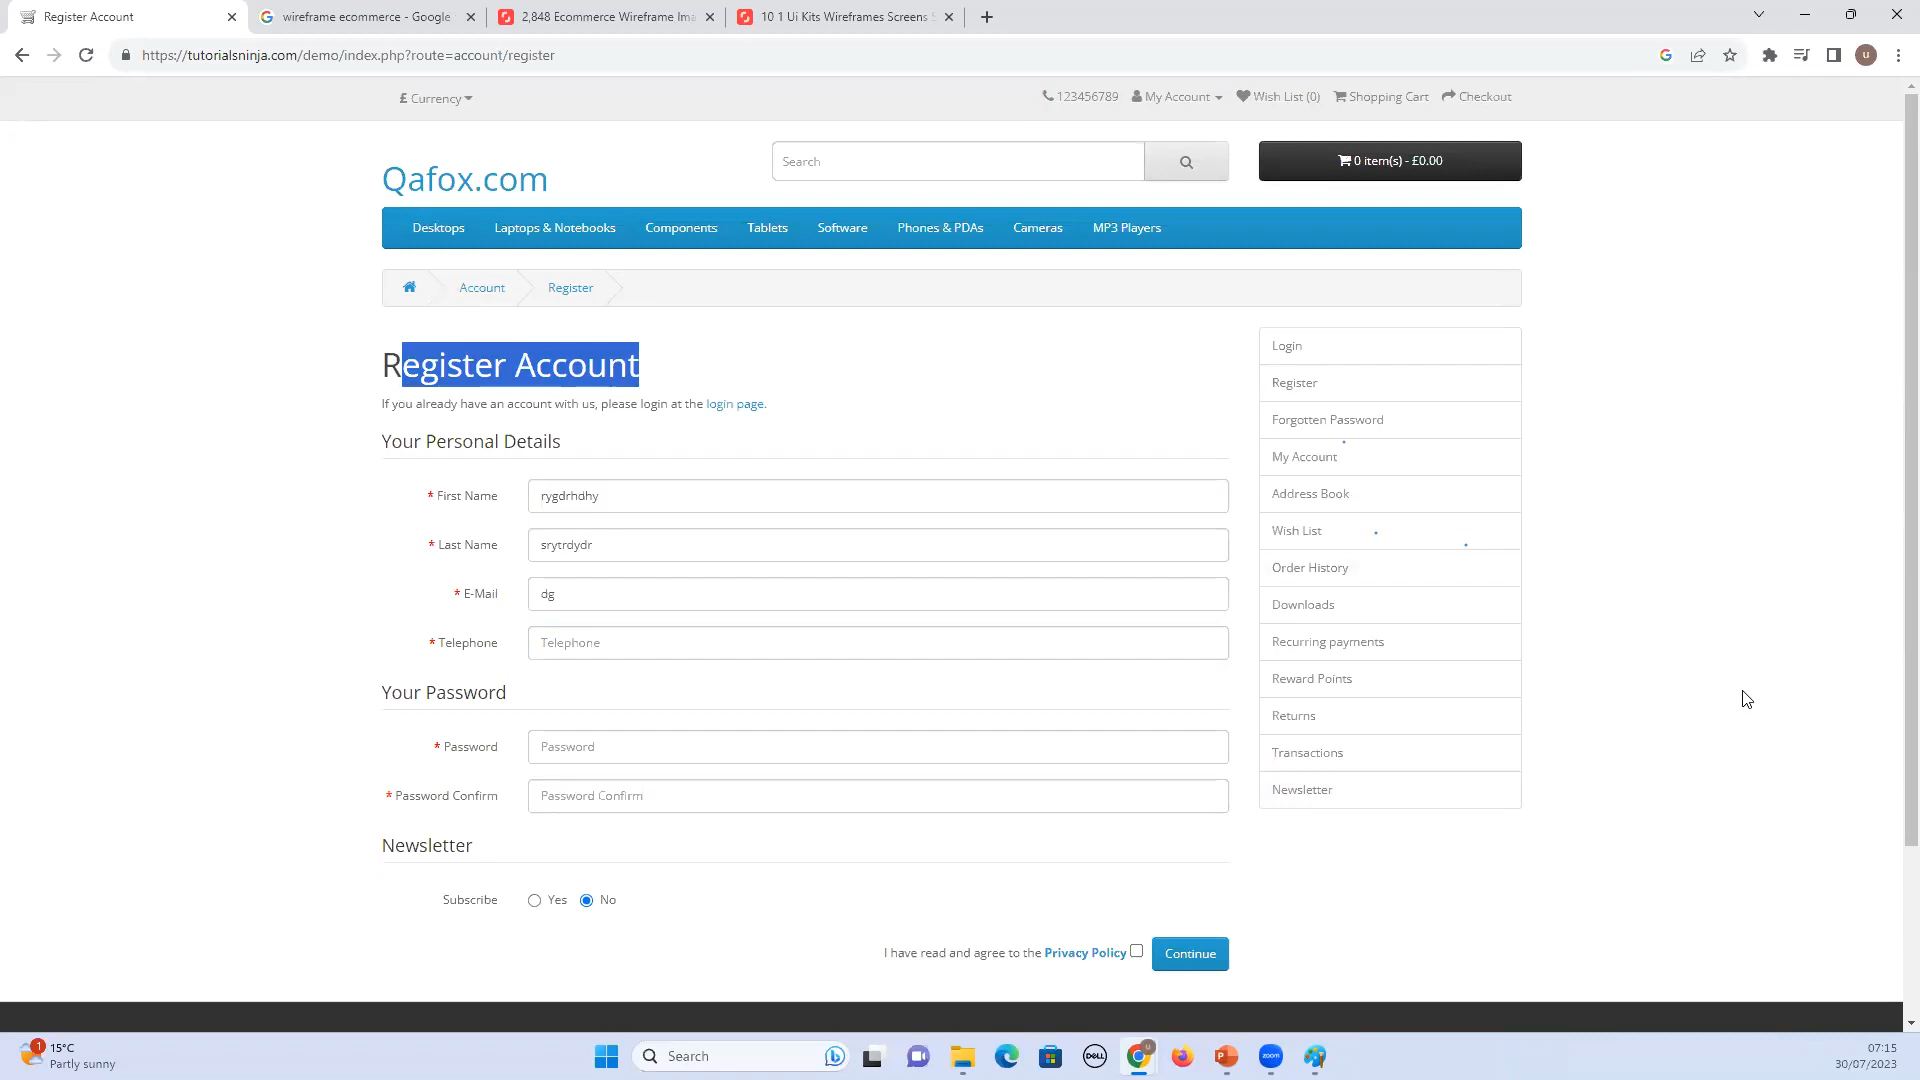 Register Account
wireframe ecommerce - Google
2,848 Ecommerce Wireframe Ima
10 1 Ui Kits Wireframes Screens S
https://tutorialsninja.com/demo/index.php?route=account/register
u
£ Currency
123456789 My Account Wish List (0) Shopping Cart Checkout
Qafox.com
Search
0 item(s) - £0.00
Desktops Laptops & Notebooks Components Tablets Software Phones & PDAs Cameras MP3 Players
Account Register
Register Account
If you already have an account with us, please login at the login page.
Your Personal Details
* First Name rygdrhdhy
* Last Name srytrdydr
* E-Mail dg
* Telephone Telephone
Your Password
* Password Password
* Password Confirm Password Confirm
Newsletter
Subscribe Yes No
I have read and agree to the Privacy Policy Continue
Login
Register
Forgotten Password
My Account
Address Book
Wish List
Order History
Downloads
Recurring payments
Reward Points
Returns
Transactions
Newsletter
1
15°C
Partly sunny
Search
DELL
zoom
07:15
30/07/2023